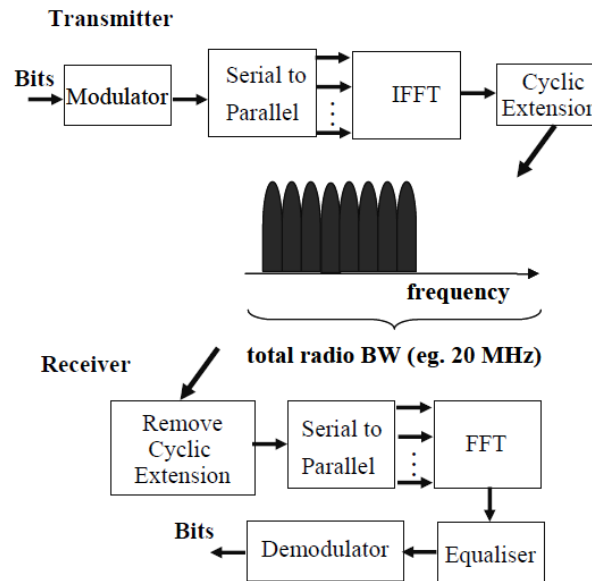 Transmitter
Bits
Modulator
Serial to
Parallel
IFFT
Cyclic
Extension
frequency
total radio BW (eg. 20 MHz)
Receiver
Remove
Cyclic
Extension
Serial to
Parallel
FFT
Bits
Demodulator
Equaliser